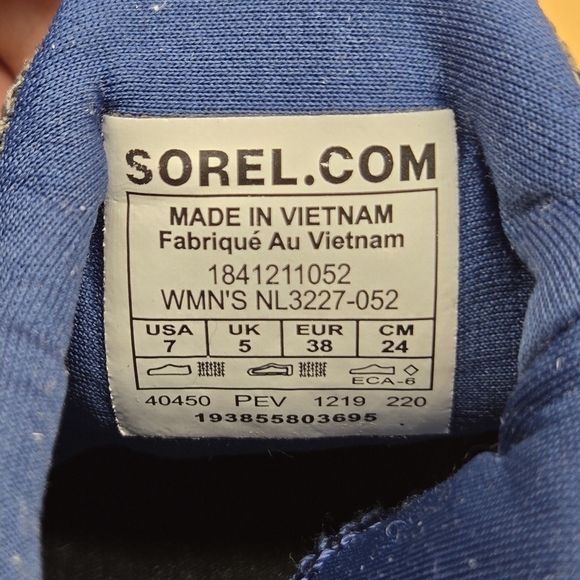 SOREL.COM
MADE IN VIETNAM
Fabriqué Au Vietnam
1841211052
WMN'S NL3227-052
USA UK EUR CM
7 5 38 24
ECA-6
40450 PEV 1219 220
193855803695